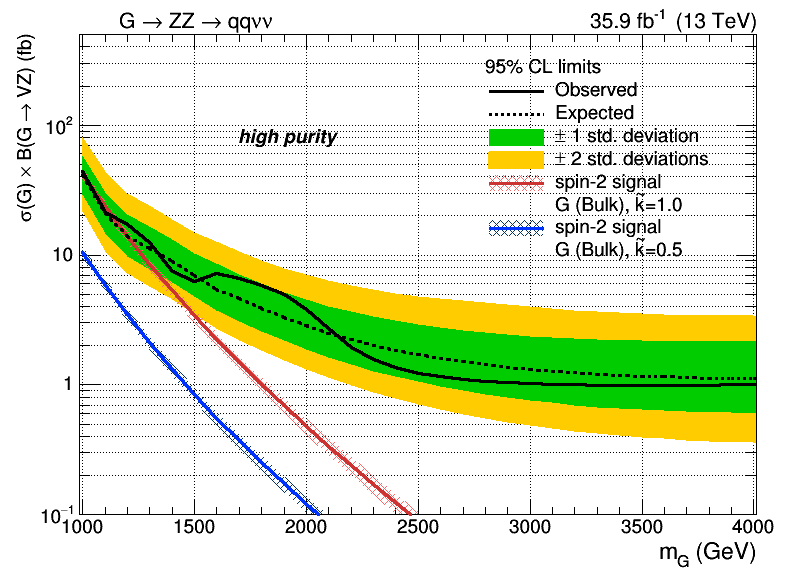 G → ZZ → qqνν
35.9 fb⁻¹ (13 TeV)
σ(G) × B(G → VZ) (fb)
95% CL limits
Observed
Expected
± 1 std. deviation
± 2 std. deviations
spin-2 signal
G (Bulk), k̃=1.0
spin-2 signal
G (Bulk), k̃=0.5
high purity
10²
10
1
10⁻¹
1000 1500 2000 2500 3000 3500 4000
m_G (GeV)